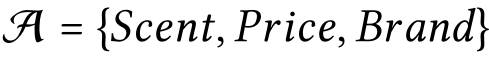 𝒜 = {Scent, Price, Brand}